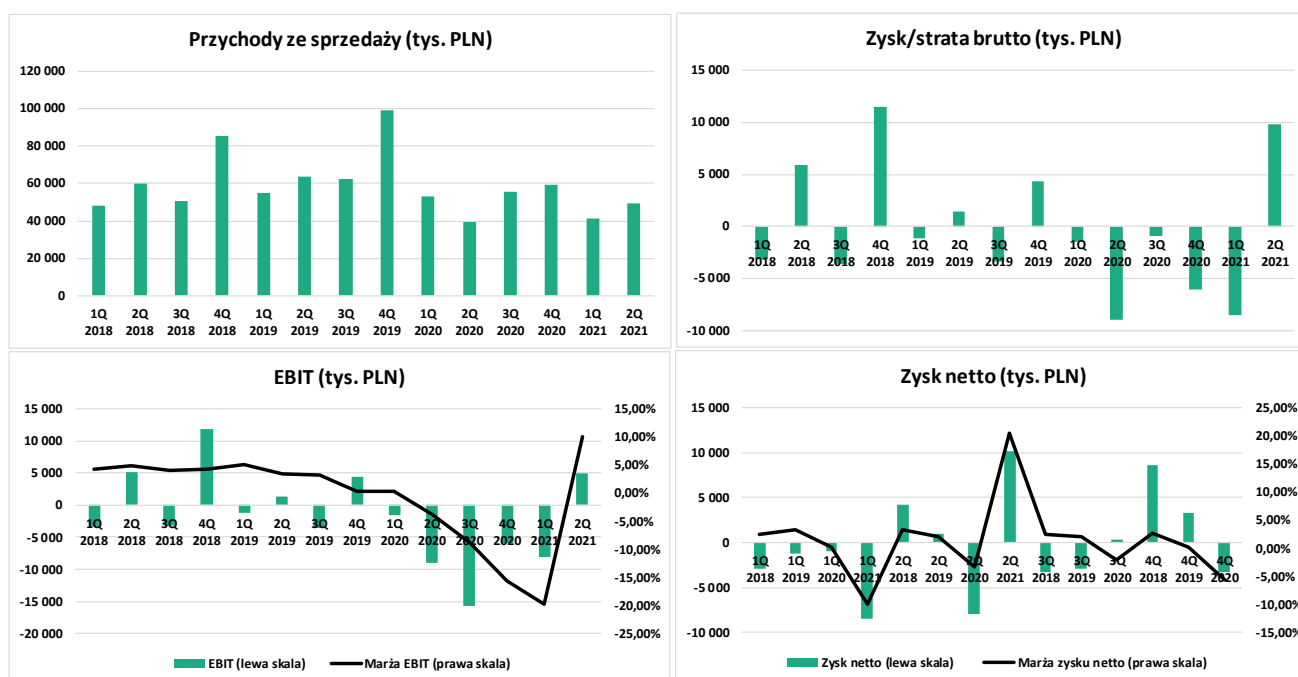 Przychody ze sprzedaży (tys. PLN)
120 000
100 000
80 000
60 000
40 000
20 000
0
1Q 2Q 3Q 4Q 1Q 2Q 3Q 4Q 1Q 2Q 3Q 4Q 1Q 2Q
2018 2018 2018 2018 2019 2019 2019 2019 2020 2020 2020 2020 2021 2021
Zysk/strata brutto (tys. PLN)
15 000
10 000
5 000
0
1Q 2Q 3Q 4Q 1Q 2Q 3Q 4Q 1Q 2Q 3Q 4Q 1Q 2Q
2018 2018 2018 2018 2019 2019 2019 2019 2020 2020 2020 2020 2021 2021
-5 000
-10 000
EBIT (tys. PLN)
15 000 15,00%
10 000 10,00%
5 000 5,00%
0 0,00%
1Q 2Q 3Q 4Q 1Q 2Q 3Q 4Q 1Q 2Q 3Q 4Q 1Q 2Q
-5,00%
2018 2018 2018 2018 2019 2019 2019 2019 2020 2020 2020 2020 2021 2021
-5 000 -10,00%
-10 000 -15,00%
-15 000 -20,00%
-20 000 -25,00%
EBIT (lewa skala) Marża EBIT (prawa skala)
Zysk netto (tys. PLN)
15 000 25,00%
20,00%
10 000 15,00%
10,00%
5 000 5,00%
0 0,00%
1Q 1Q 1Q 1Q 2Q 2Q 2Q 2Q 3Q 3Q 3Q 4Q 4Q 4Q
2018 2019 2020 2021 2018 2019 2020 2021 2018 2019 2020 2018 2019 2020
-5,00%
-5 000 -10,00%
-10 000 -15,00%
Zysk netto (lewa skala) Marża zysku netto (prawa skala)